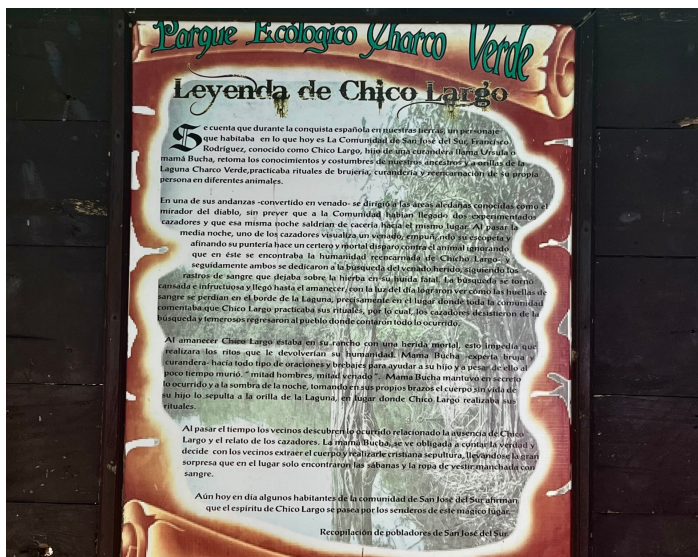 Parque Ecologico Charco Verde
Leyenda de Chico Largo
Se cuenta que durante la conquista española en nuestras tierras, un personaje
que habitaba en lo que hoy es La Comunidad de San José del Sur, Francisco
Rodríguez, conocido como Chico Largo, hijo de una curandera llama Ursula o
mamá Bucha, retoma los conocimientos y costumbres de nuestros ancestros y a orillas de la
Laguna Charco Verde, practicaba rituales de brujería, curandería y reencarnación de su propia
persona en diferentes animales.
En una de sus andanzas -convertido en venado- se dirigió a las áreas aledañas conocidas como el
mirador del diablo, sin prever que a la Comunidad habían llegado dos experimentados
cazadores y que esa misma noche saldrían de cacería hacia el mismo lugar. Al pasar la
media noche, uno de los cazadores visualiza un venado, empuñ/ndo su escopeta y
afinando su puntería hace un certero y mortal disparo contra el animal ignorando
que en éste se encontraba la humanidad reencarnada de Chicho Largo- y
seguidamente ambos se dedicaron a la búsqueda del venado herido, siguiendo los
rastros de sangre que dejaba sobre la hierba en su huida fatal. La búsqueda se tornó
cansada e infructuosa y llegó hasta el amanecer, con la luz del día lograron ver cómo las huellas de
sangre se perdían en el borde de la Laguna, precisamente en el lugar donde toda la comunidad
comentaba que Chico Largo practicaba sus rituales, por lo cual, los cazadores desistieron de la
búsqueda y temerosos regresaron al pueblo donde contaron todo lo ocurrido.
Al amanecer Chico Largo estaba en su rancho con una herida mortal, esto impedía que
realizara los ritos que le devolverían su humanidad. Mama Bucha -experta bruja y
curandera- hacía todo tipo de oraciones y brebajes para ayudar a su hijo y a pesar de ello al
poco tiempo murió, " mitad hombres, mitad venado ". Mama Bucha mantuvo en secreto
lo ocurrido y a la sombra de la noche, tomando en sus propios brazos el cuerpo sin vida de
su hijo lo sepulta a la orilla de la Laguna, en lugar donde Chico Largo realizaba sus
rituales.
Al pasar el tiempo los vecinos descubren lo ocurrido relacionado la ausencia de Chico
Largo y el relato de los cazadores. La mama Bucha, se ve obligada a contar la verdad y
decide con los vecinos extraer el cuerpo y realizarle cristiana sepultura, llevándose la gran
sorpresa que en el lugar solo encontraron las sábanas y la ropa de vestir manchada con
sangre.
Aún hoy en día algunos habitantes de la comunidad de San José del Sur afirman
que el espíritu de Chico Largo se pasea por los senderos de este mágico lugar.
Recopilación de pobladores de San José del Sur.